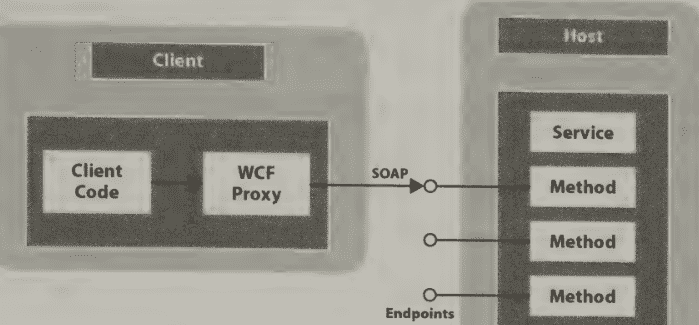 Client
Host
Client
Code
WCF
Proxy
SOAP
Service
Method
Method
Method
Endpoints